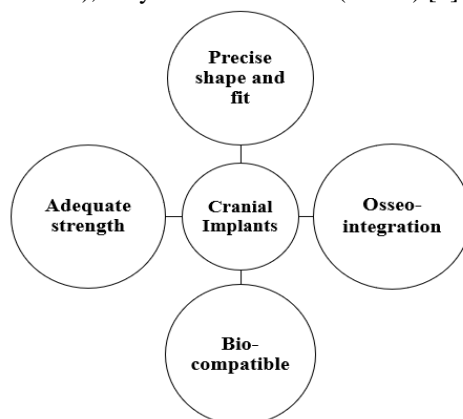 Precise
shape and
fit
Adequate
strength
Cranial
Implants
Osseo-
integration
Bio-
compatible